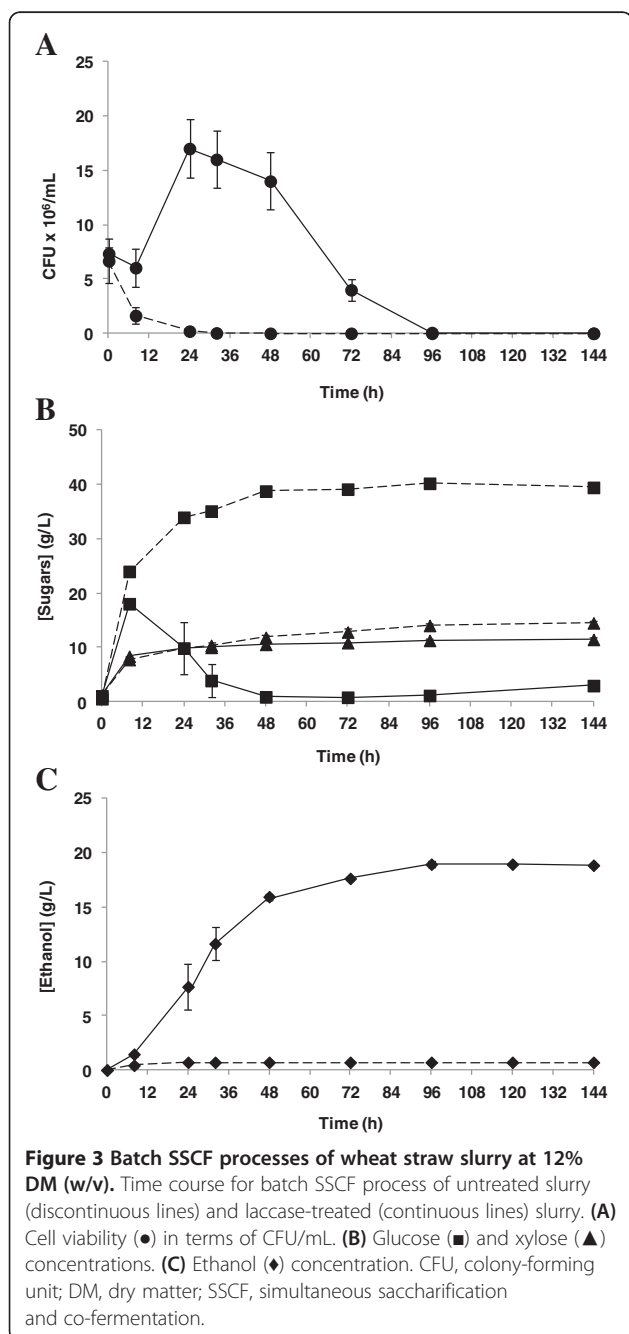 A
CFU x 10⁶/mL
25
20
15
10
5
0
0 12 24 36 48 60 72 84 96 108 120 132 144
Time (h)
B
[Sugars] (g/L)
50
40
30
20
10
0
0 12 24 36 48 60 72 84 96 108 120 132 144
Time (h)
C
[Ethanol] (g/L)
25
20
15
10
5
0
0 12 24 36 48 60 72 84 96 108 120 132 144
Time (h)
Figure 3 Batch SSCF processes of wheat straw slurry at 12%
DM (w/v). Time course for batch SSCF process of untreated slurry
(discontinuous lines) and laccase-treated (continuous lines) slurry. (A)
Cell viability (●) in terms of CFU/mL. (B) Glucose (■) and xylose (▲)
concentrations. (C) Ethanol (♦) concentration. CFU, colony-forming
unit; DM, dry matter; SSCF, simultaneous saccharification
and co-fermentation.